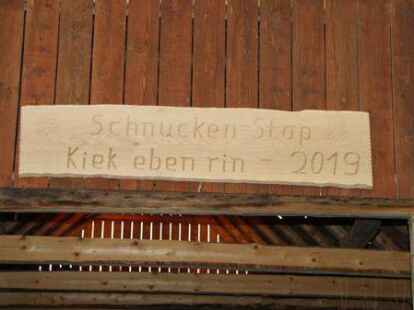 Schnucken-Stop
Kiek eben rin - 2019